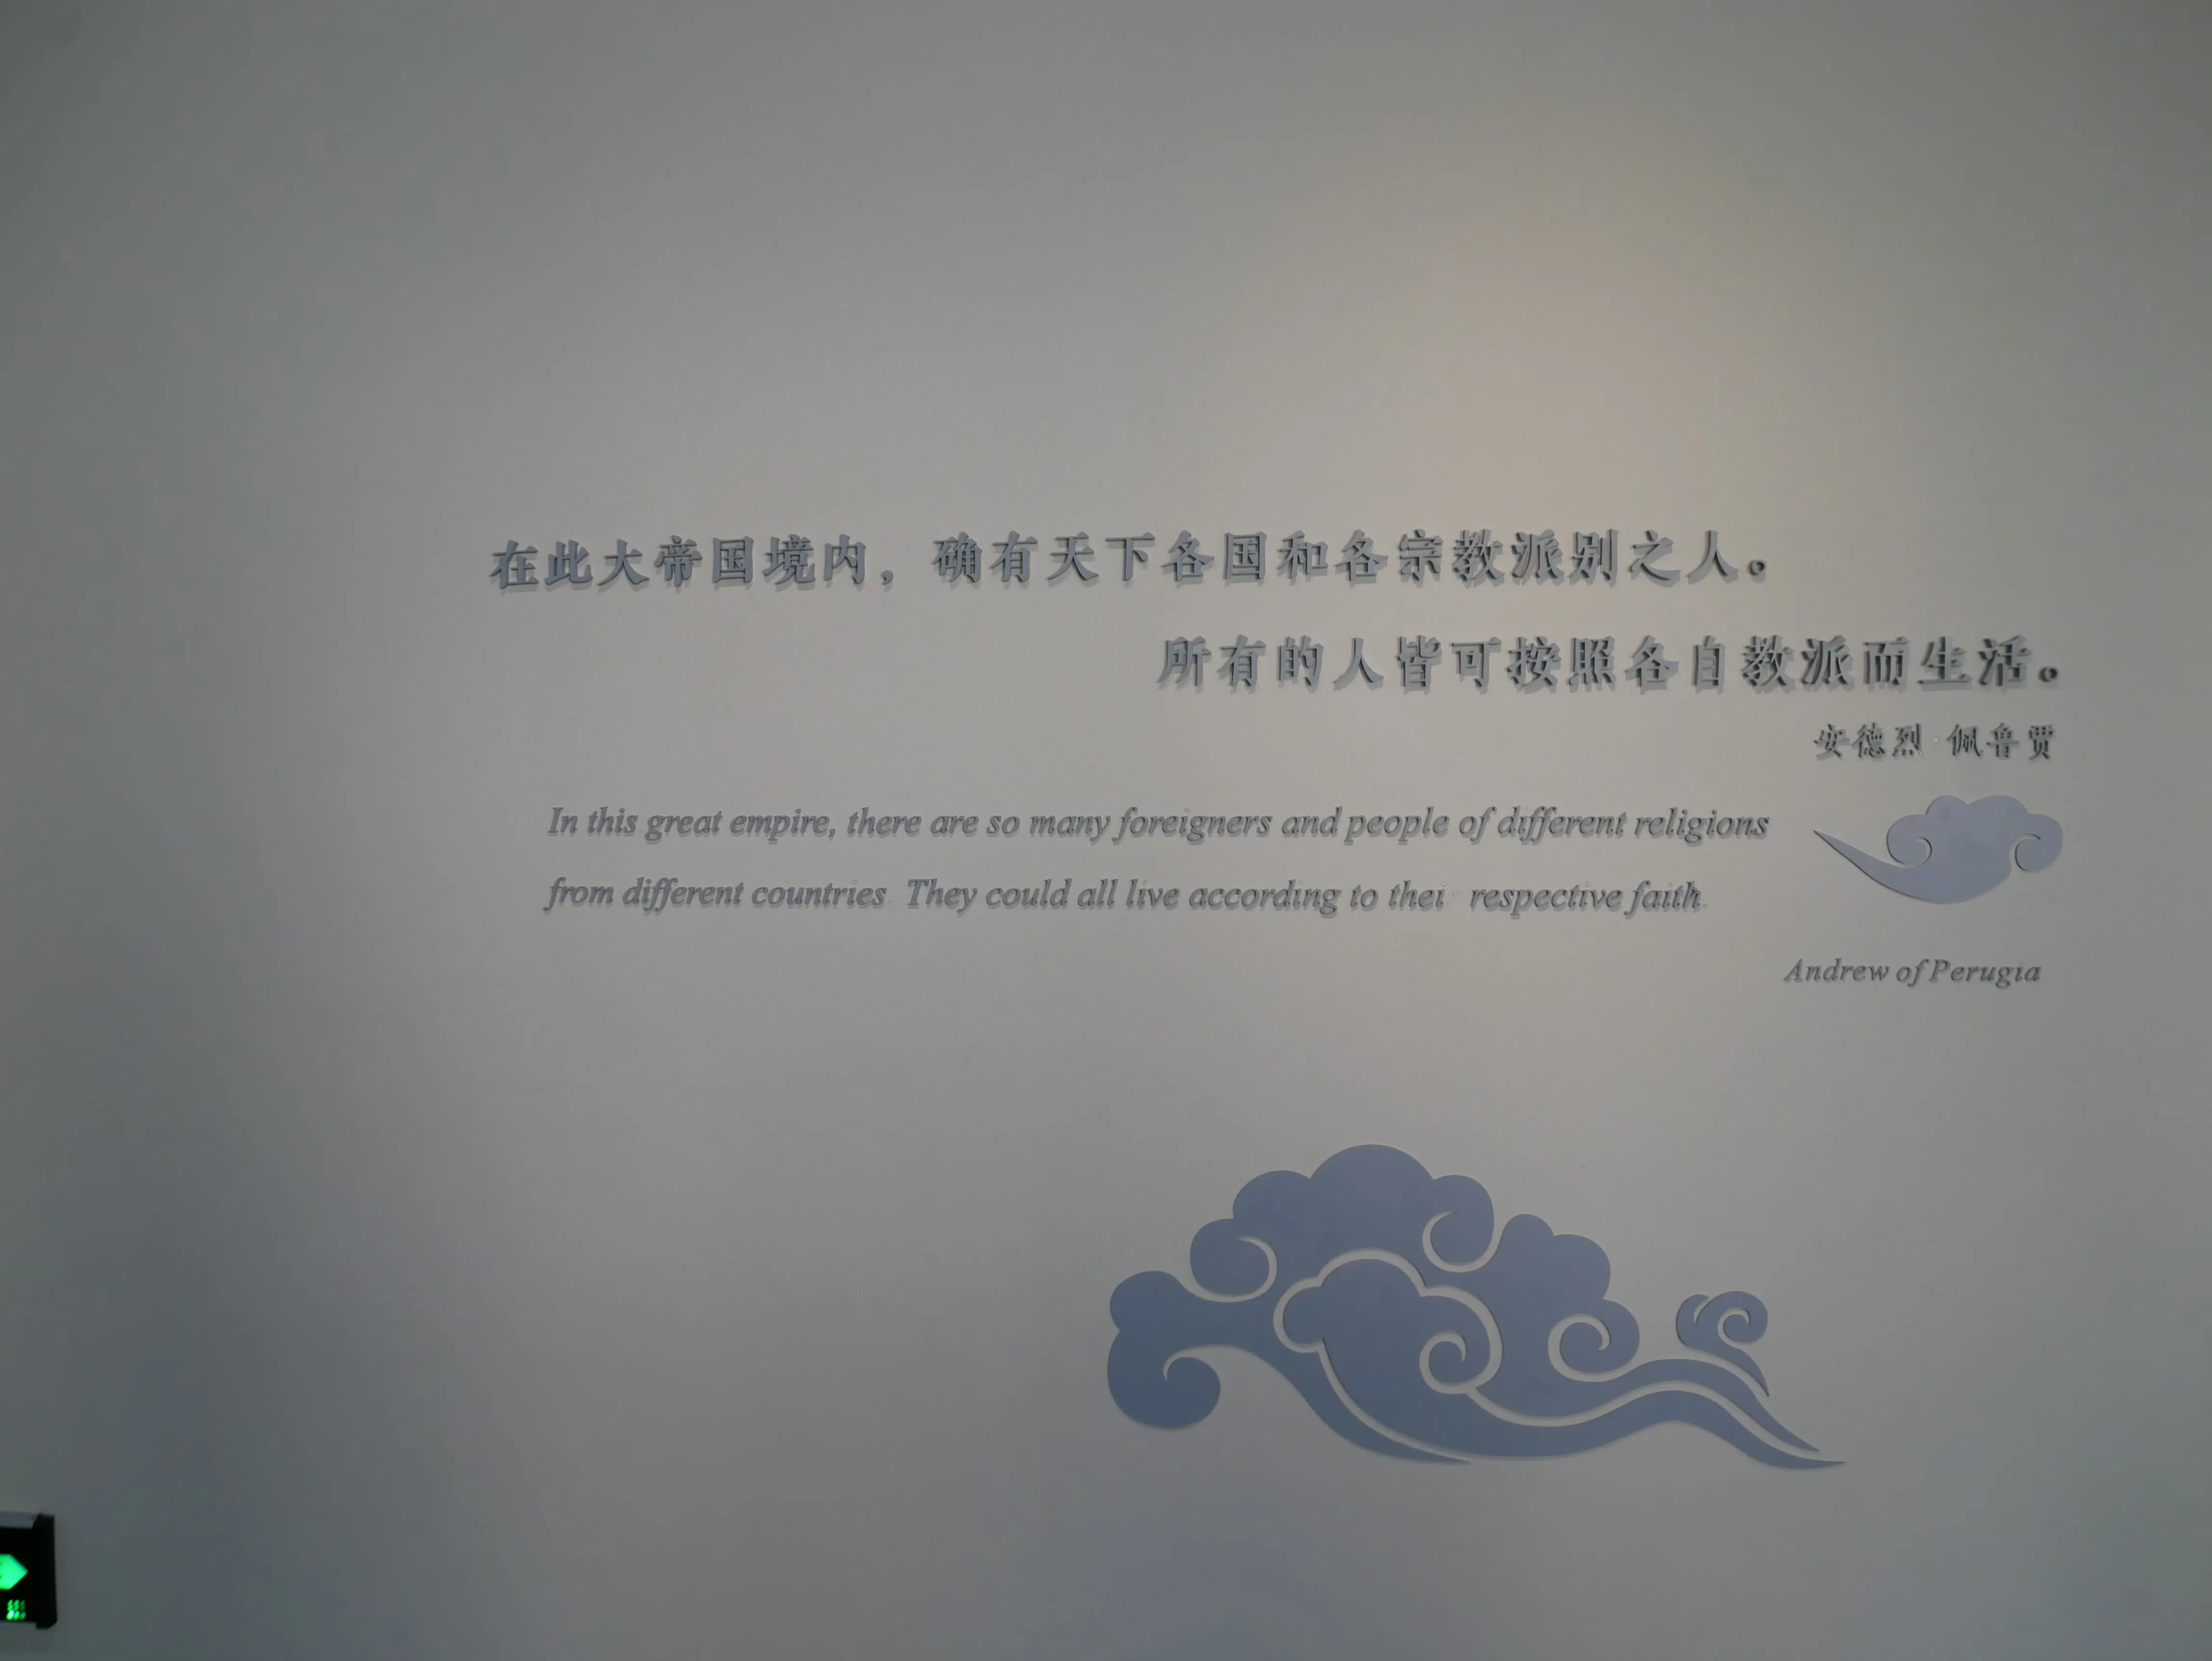 在此大帝国境内，确有天下各国和各宗教派别之人。
所有的人皆可按照各自教派而生活。
安德烈·佩鲁贾
In this great empire, there are so many foreigners and people of different religions
from different countries They could all live according to thei respective faith
Andrew of Perugia